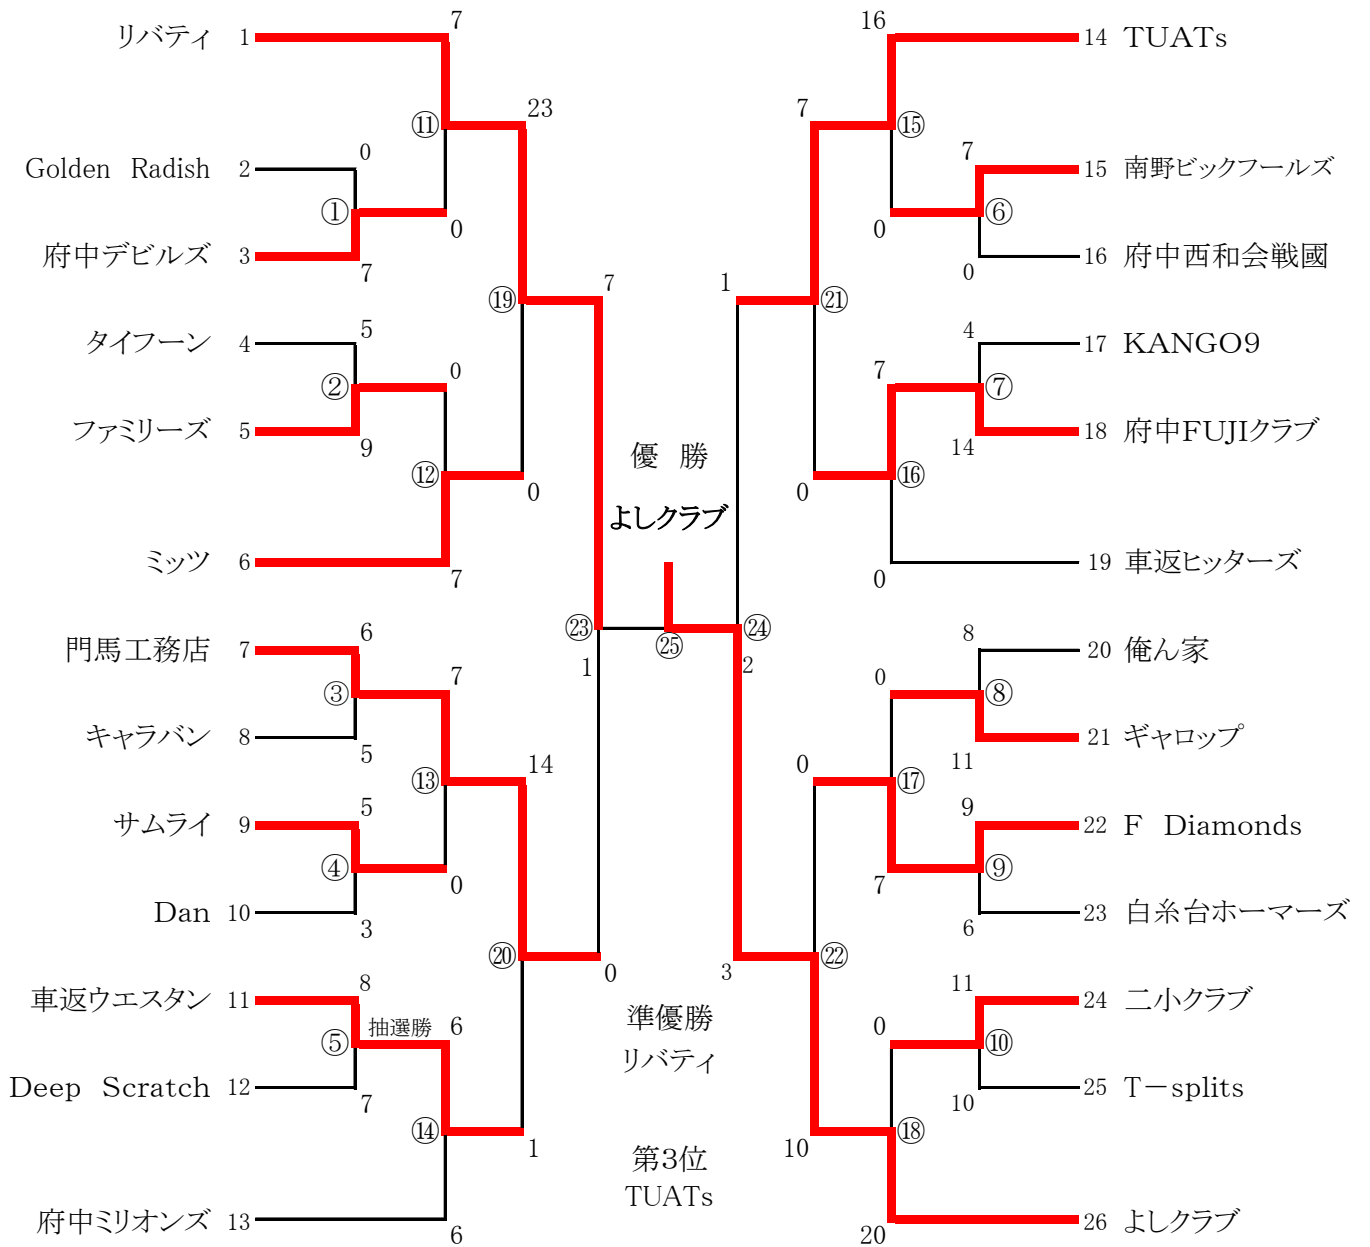 リバティ 1
7
Golden Radish 2
0
⑪
23
①
府中デビルズ 3
7
0
⑲
7
タイフーン 4
5
②
0
ファミリーズ 5
9
⑫
0
ミッツ 6
7
門馬工務店 7
6
③
7
キャラバン 8
5
⑬
14
サムライ 9
5
④
0
Dan 10
3
⑳
0
車返ウエスタン 11
8
⑤
抽選勝
6
Deep Scratch 12
7
⑭
1
府中ミリオンズ 13
6
㉓
1
優 勝
よしクラブ
㉕
準優勝
リバティ
第3位
TUATs
16
14 TUATs
7
⑮
7
15 南野ビックフールズ
0
⑥
16 府中西和会戦國
0
1
㉑
4
17 KANGO9
7
⑦
18 府中FUJIクラブ
14
0
⑯
19 車返ヒッターズ
0
㉔
2
8
20 俺ん家
0
⑧
21 ギャロップ
11
0
⑰
9
22 F Diamonds
7
⑨
23 白糸台ホーマーズ
6
3
㉒
11
24 二小クラブ
0
⑩
25 T－splits
10
10
⑱
26 よしクラブ
20